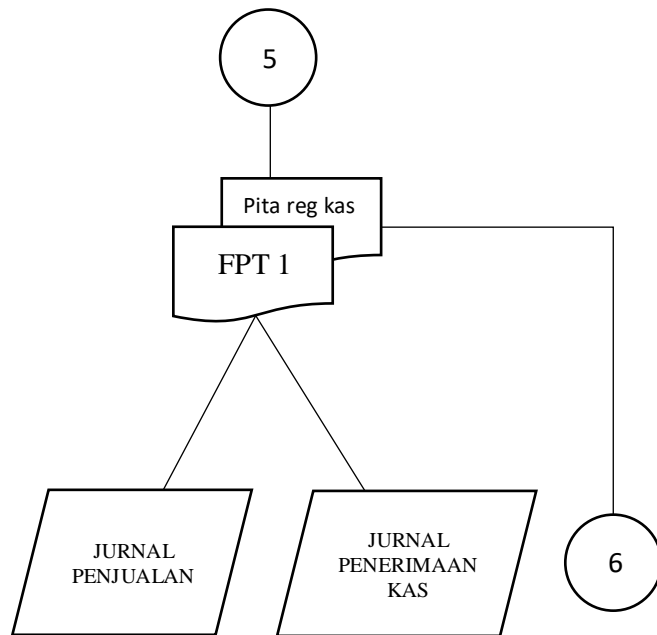 5
Pita reg kas
FPT 1
JURNAL
PENJUALAN
JURNAL
PENERIMAAN
KAS
6